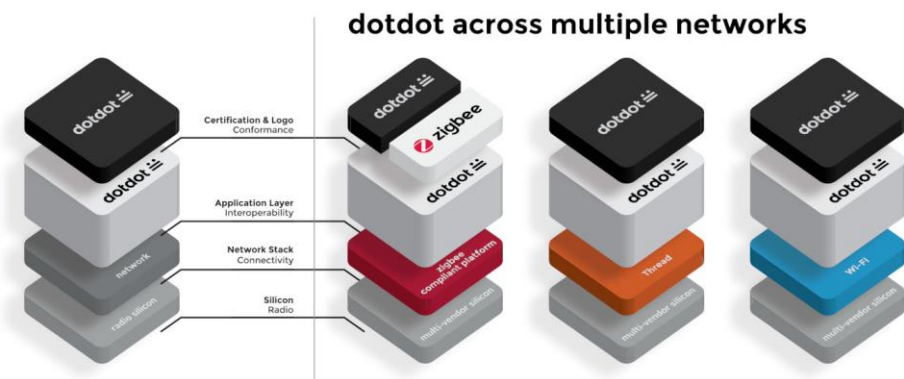 dotdot across multiple networks
dotdot
Certification & Logo
Conformance
dotdot
Application Layer
Interoperability
network
Network Stack
Connectivity
radio silicon
Silicon
Radio
dotdot
zigbee
dotdot
zigbee
compliant platform
multi-vendor silicon
dotdot
dotdot
Thread
multi-vendor silicon
dotdot
dotdot
Wi-Fi
multi-vendor silicon